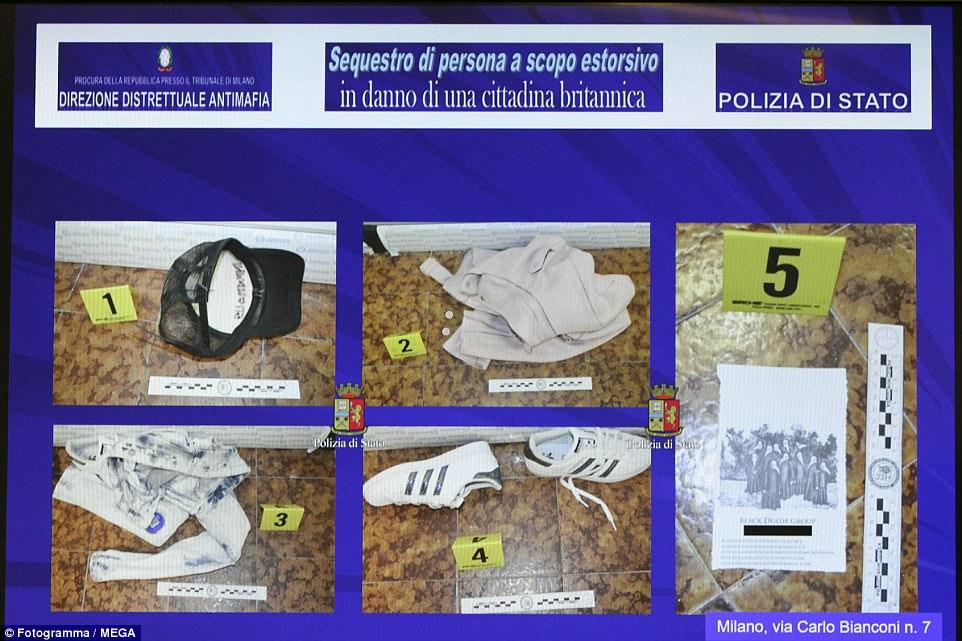 PROCURA DELLA REPUBBLICA PRESSO IL TRIBUNALE DI MILANO
DIREZIONE DISTRETTUALE ANTIMAFIA
Sequestro di persona a scopo estorsivo
in danno di una cittadina britannica
POLIZIA DI STATO
1
2
5
Polizia di Stato
Polizia di Stato
3
4
BLACK DEATH GROUP
Milano, via Carlo Bianconi n. 7
© Fotogramma / MEGA